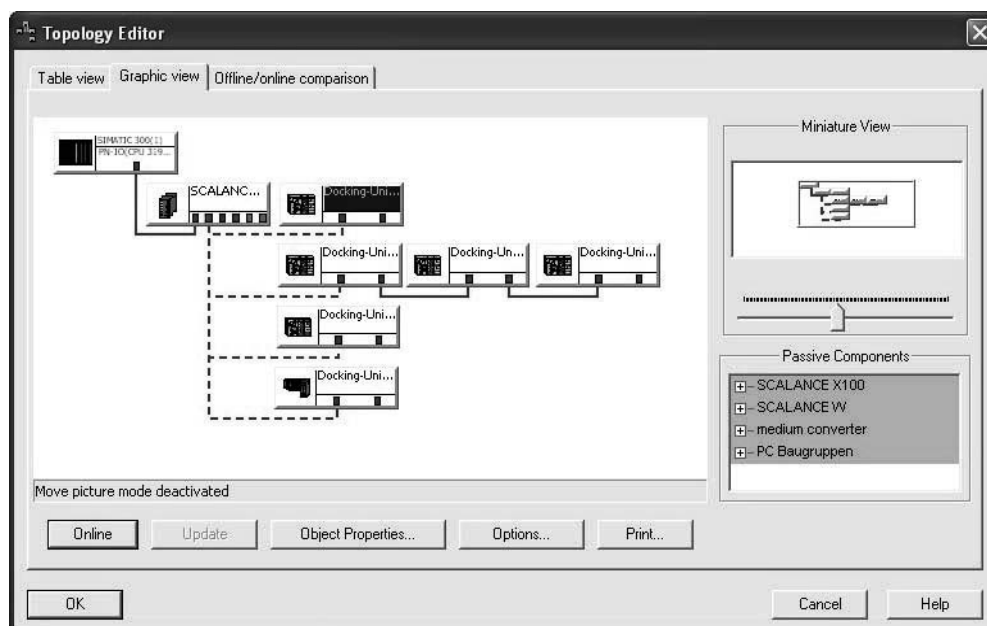 Topology Editor
Table view
Graphic view
Offline/online comparison
SIMATIC 300(1)
PN-IO(CPU 319...
SCALANC...
Docking-Uni...
Docking-Uni...
Docking-Un...
Docking-Uni...
Docking-Uni...
Docking-Uni...
Move picture mode deactivated
Miniature View
Passive Components
SCALANCE X100
SCALANCE W
medium converter
PC Baugruppen
Online
Update
Object Properties...
Options...
Print...
OK
Cancel
Help